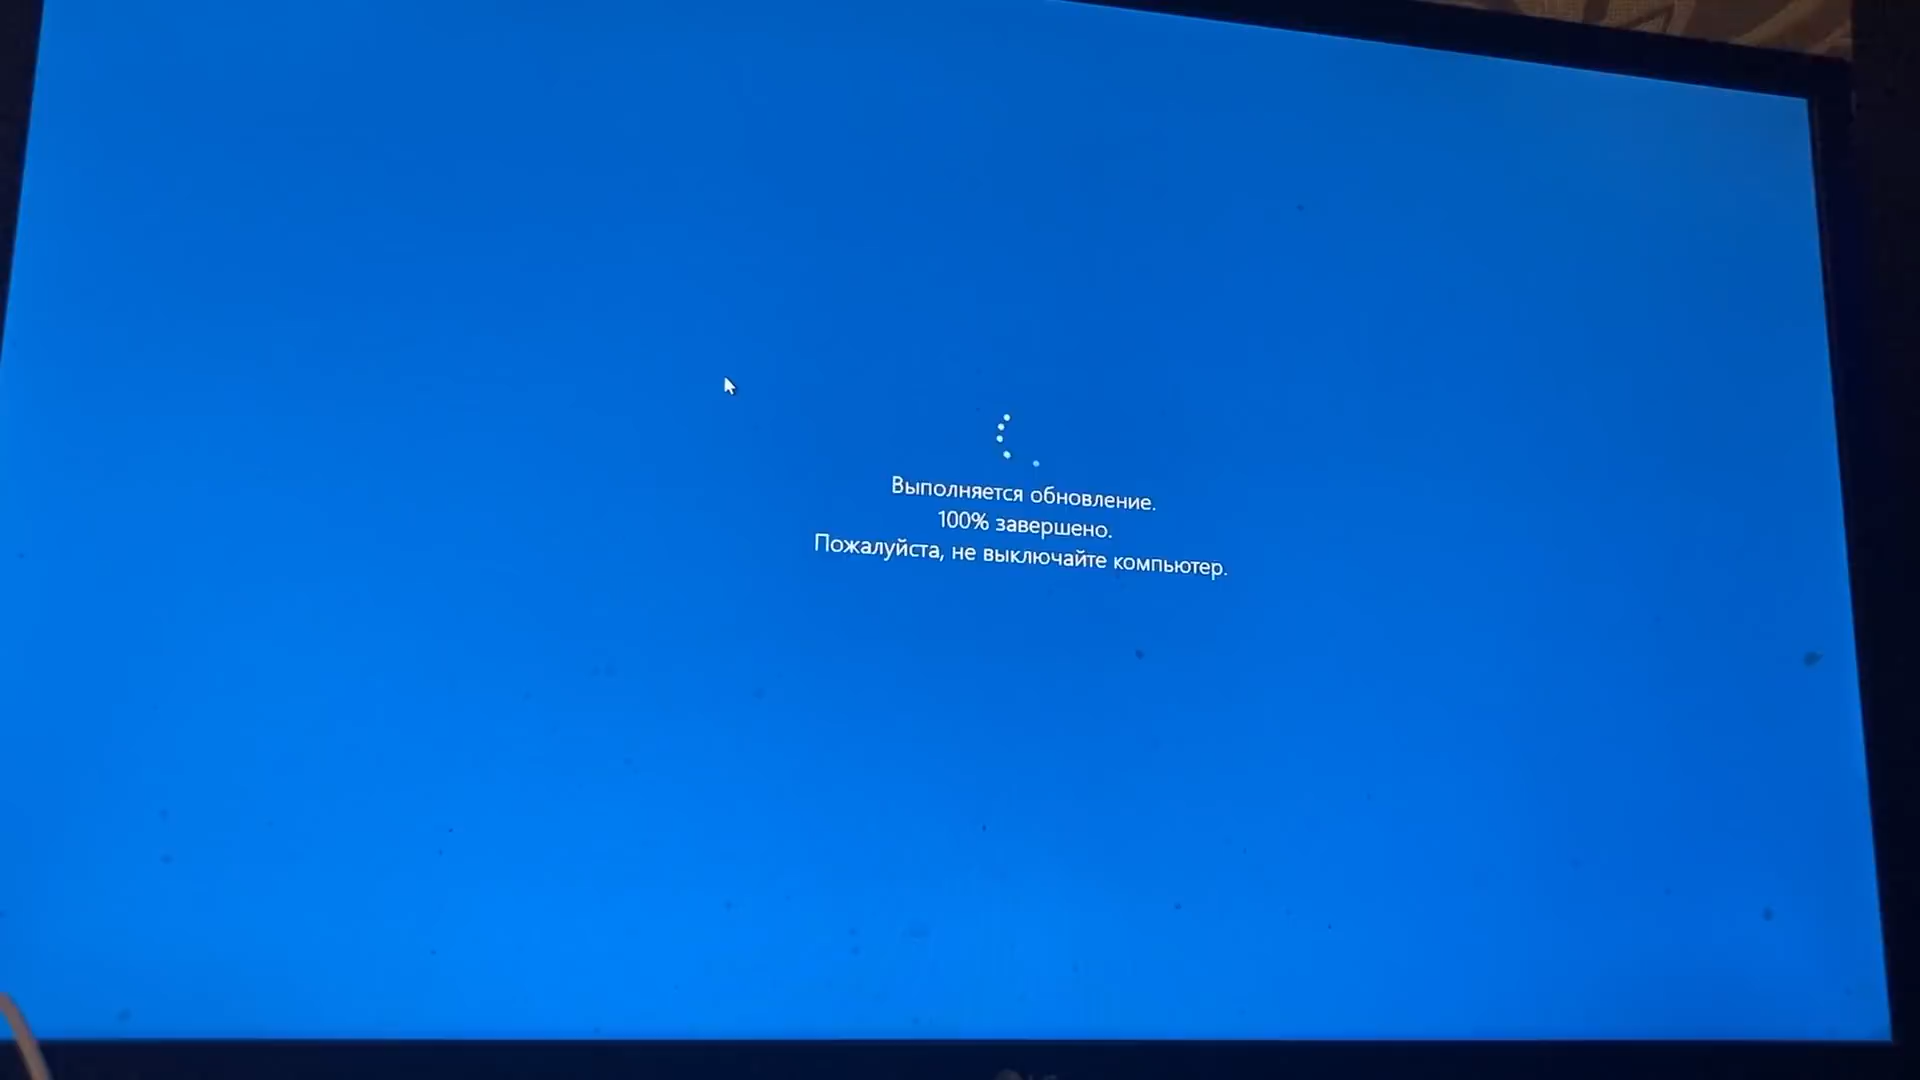 Выполняется обновление.
100% завершено.
Пожалуйста, не выключайте компьютер.